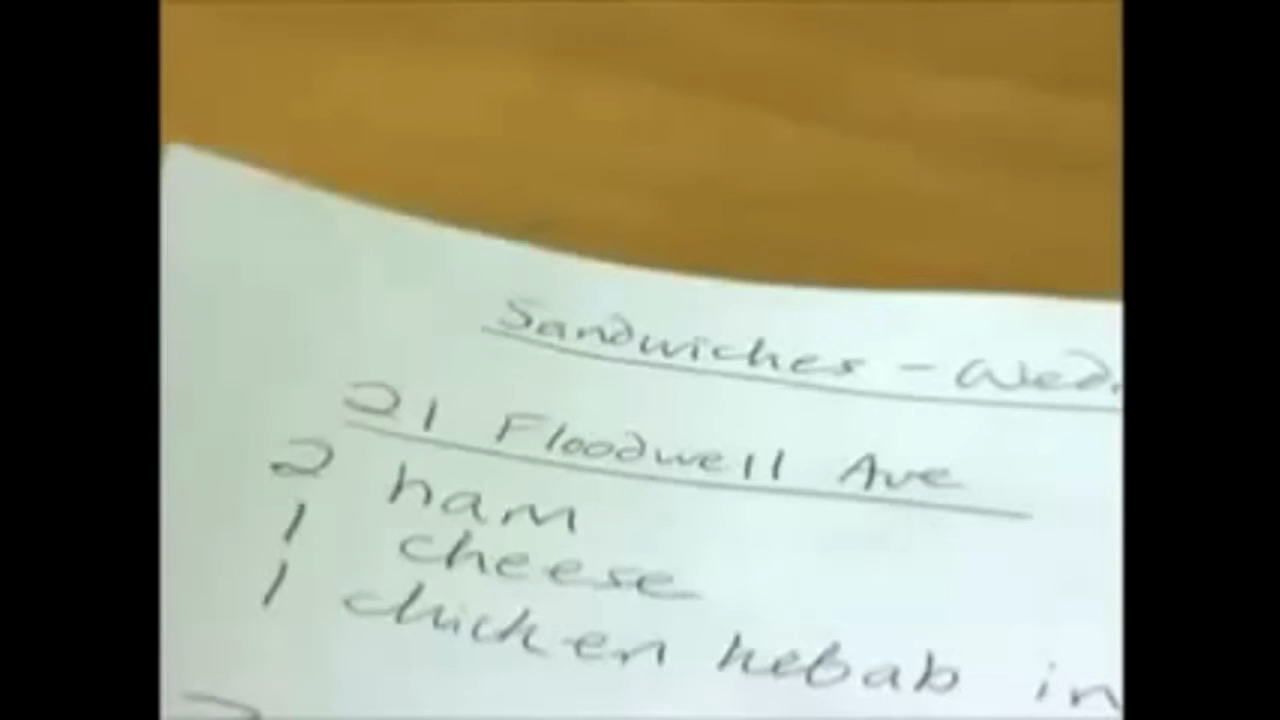 Sandwiches - Wed.
21 Floodwell Ave
2 ham
1 cheese
1 chicken kebab in